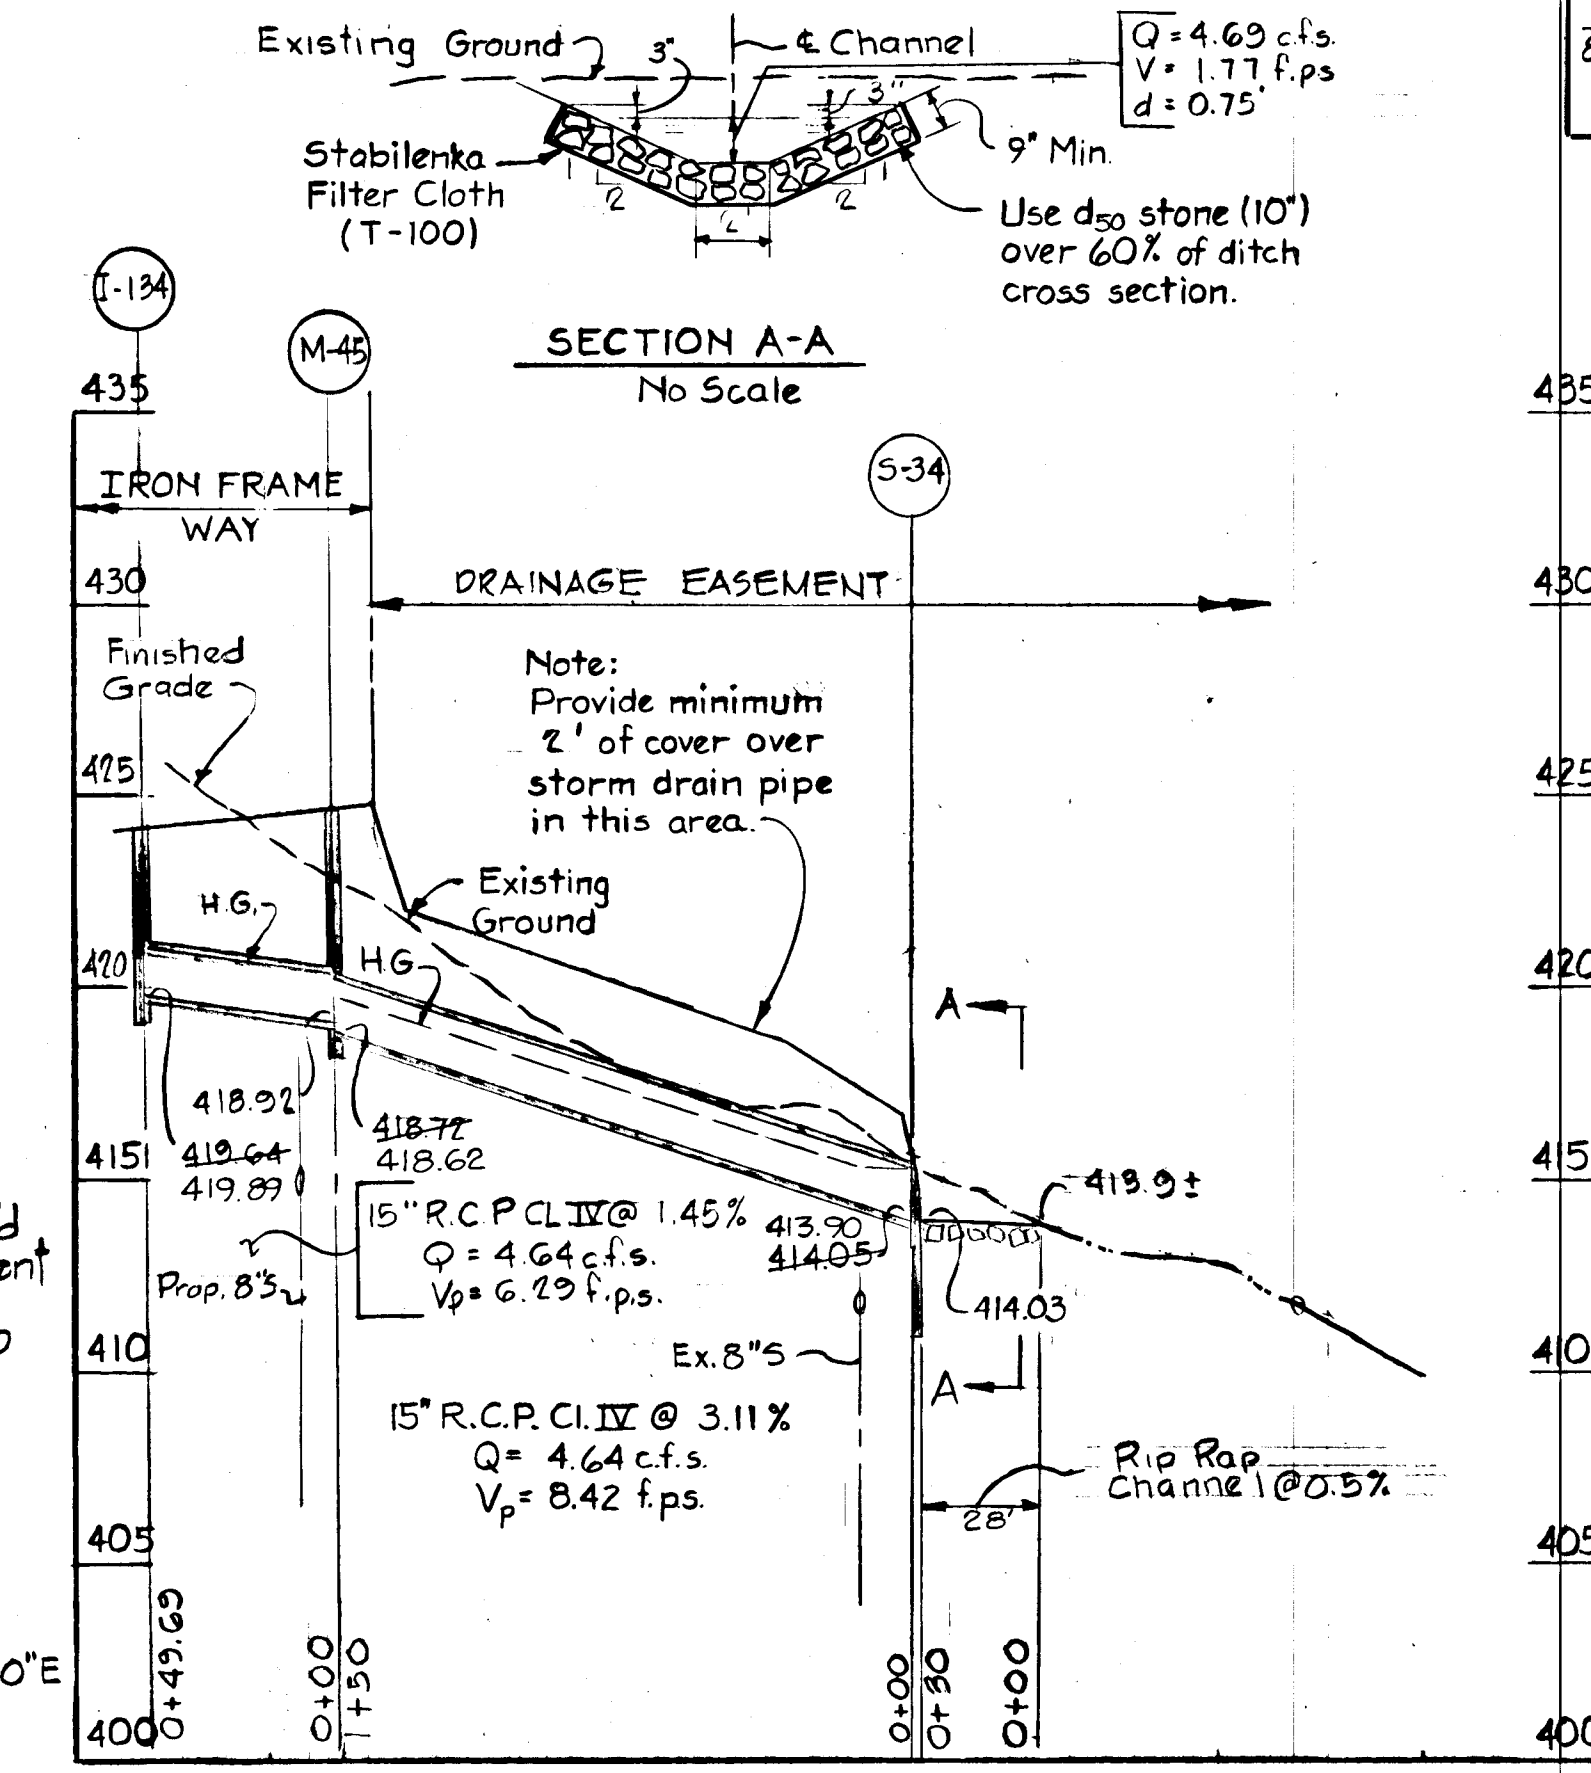 Existing Ground
3"
℄ Channel
Q = 4.69 c.f.s.
V = 1.77 f.p.s
d = 0.75'
3"
9" Min.
Stabilenka
Filter Cloth
(T-100)
1
2
2'
2
1
Use d50 stone (10")
over 60% of ditch
cross section.
SECTION A-A
No Scale
I-134
M-45
S-34
435
435
IRON FRAME
WAY
430
DRAINAGE EASEMENT
430
Finished
Grade
Note:
Provide minimum
2' of cover over
storm drain pipe
in this area.
425
425
Existing
Ground
H.G.
H.G
420
420
A
418.92
419.64
419.89
418.72
418.62
415
415
413.9±
15" R.C.P CL IV @ 1.45%
Q = 4.64 c.f.s.
Vp = 6.29 f.p.s.
413.90
414.05
414.03
Prop. 8"S
Ex. 8"S
410
410
A
15" R.C.P. Cl. IV @ 3.11%
Q = 4.64 c.f.s.
Vp = 8.42 f.p.s.
Rip Rap
Channel @ 0.5%
28'
405
405
0+49.69
0+00
1+50
0+00
0+30
0+00
0"E
400
400